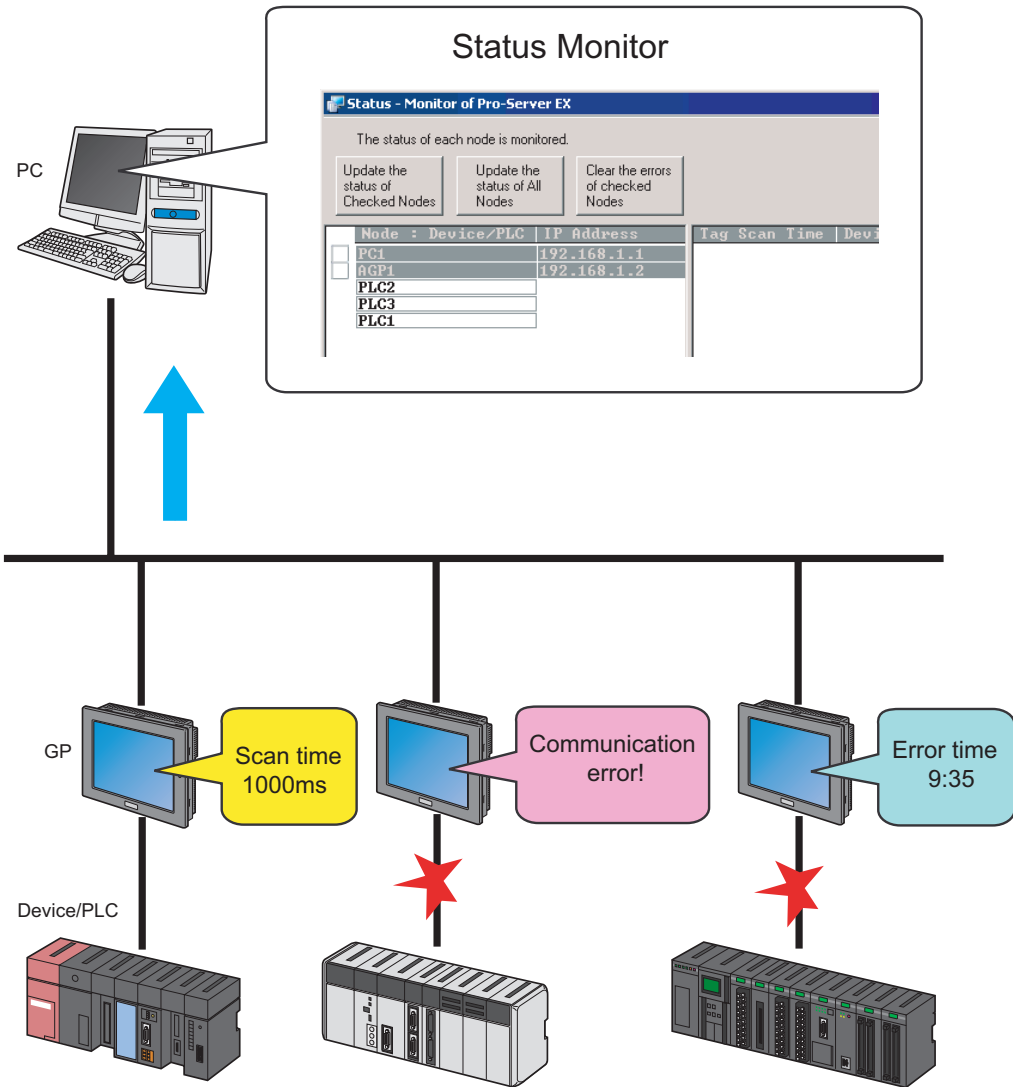 Status Monitor
Status - Monitor of Pro-Server EX
The status of each node is monitored.
Update the status of Checked Nodes
Update the status of All Nodes
Clear the errors of checked Nodes
Node : Device/PLC IP Address Tag Scan Time Devi
PC1 192.168.1.1
AGP1 192.168.1.2
PLC2
PLC3
PLC1
PC
GP
Scan time
1000ms
Communication
error!
Error time
9:35
Device/PLC